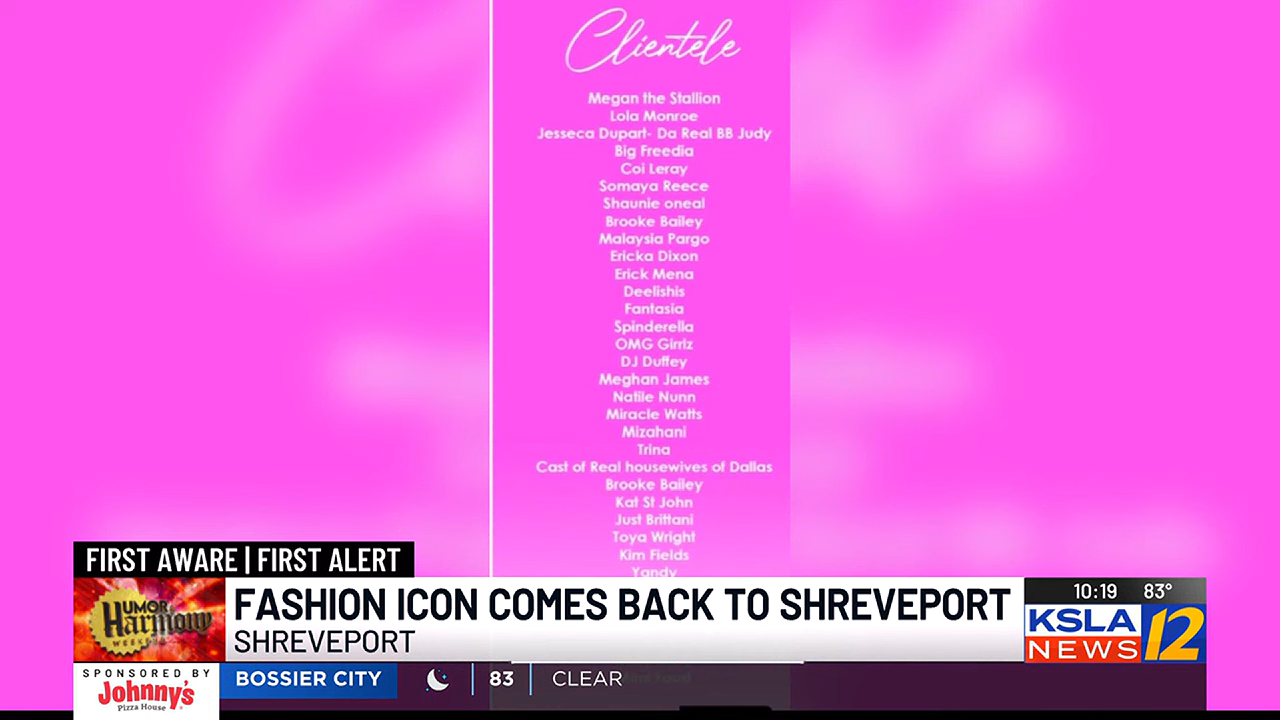 Clientele
Megan the Stallion
Lola Monroe
Jesseca Dupart- Da Real BB Judy
Big Freedia
Coi Leray
Somaya Reece
Shaunie oneal
Brooke Bailey
Malaysia Pargo
Ericka Dixon
Erick Mena
Deelishis
Fantasia
Spinderella
OMG Girrlz
DJ Duffey
Meghan James
Natile Nunn
Miracle Watts
Mizahani
Trina
Cast of Real housewives of Dallas
Brooke Bailey
Kat St John
Just Brittani
Toya Wright
Kim Fields
Yandy
FIRST AWARE | FIRST ALERT
HUMOR
Harmony
WEEKEND
FASHION ICON COMES BACK TO SHREVEPORT
SHREVEPORT
10:19 83°
KSLA
NEWS 12
SPONSORED BY
Johnny's
Pizza House
BOSSIER CITY 83 CLEAR